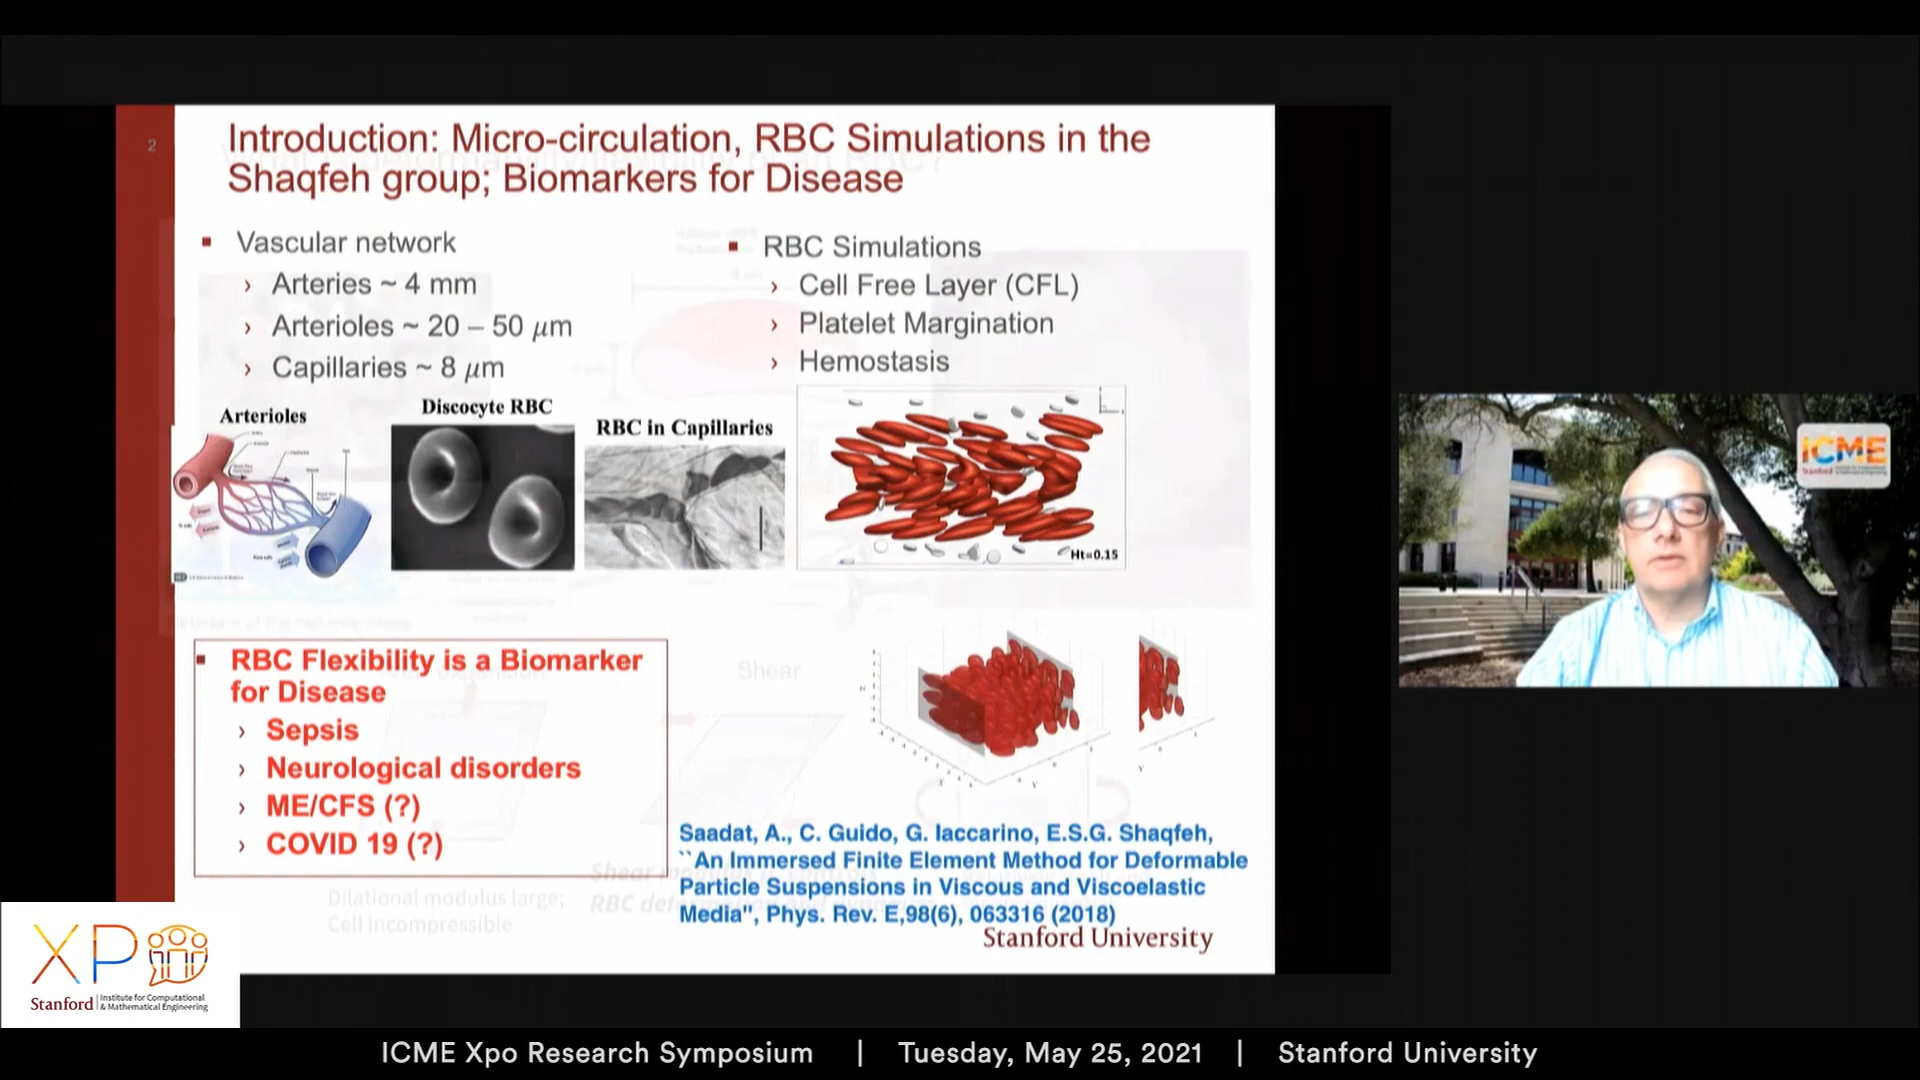 2
Introduction: Micro-circulation, RBC Simulations in the
Shaqfeh group; Biomarkers for Disease
▪ Vascular network
› Arteries ~ 4 mm
› Arterioles ~ 20 – 50 μm
› Capillaries ~ 8 μm
▪ RBC Simulations
› Cell Free Layer (CFL)
› Platelet Margination
› Hemostasis
Arterioles
Discocyte RBC
RBC in Capillaries
Ht=0.15
▪ RBC Flexibility is a Biomarker
for Disease
› Sepsis
› Neurological disorders
› ME/CFS (?)
› COVID 19 (?)
Shear
Dilational modulus large;
Cell Incompressible
Saadat, A., C. Guido, G. Iaccarino, E.S.G. Shaqfeh,
``An Immersed Finite Element Method for Deformable
Particle Suspensions in Viscous and Viscoelastic
Media", Phys. Rev. E,98(6), 063316 (2018)
Stanford University
ICME
Stanford
XP
Stanford | Institute for Computational
& Mathematical Engineering
ICME Xpo Research Symposium | Tuesday, May 25, 2021 | Stanford University